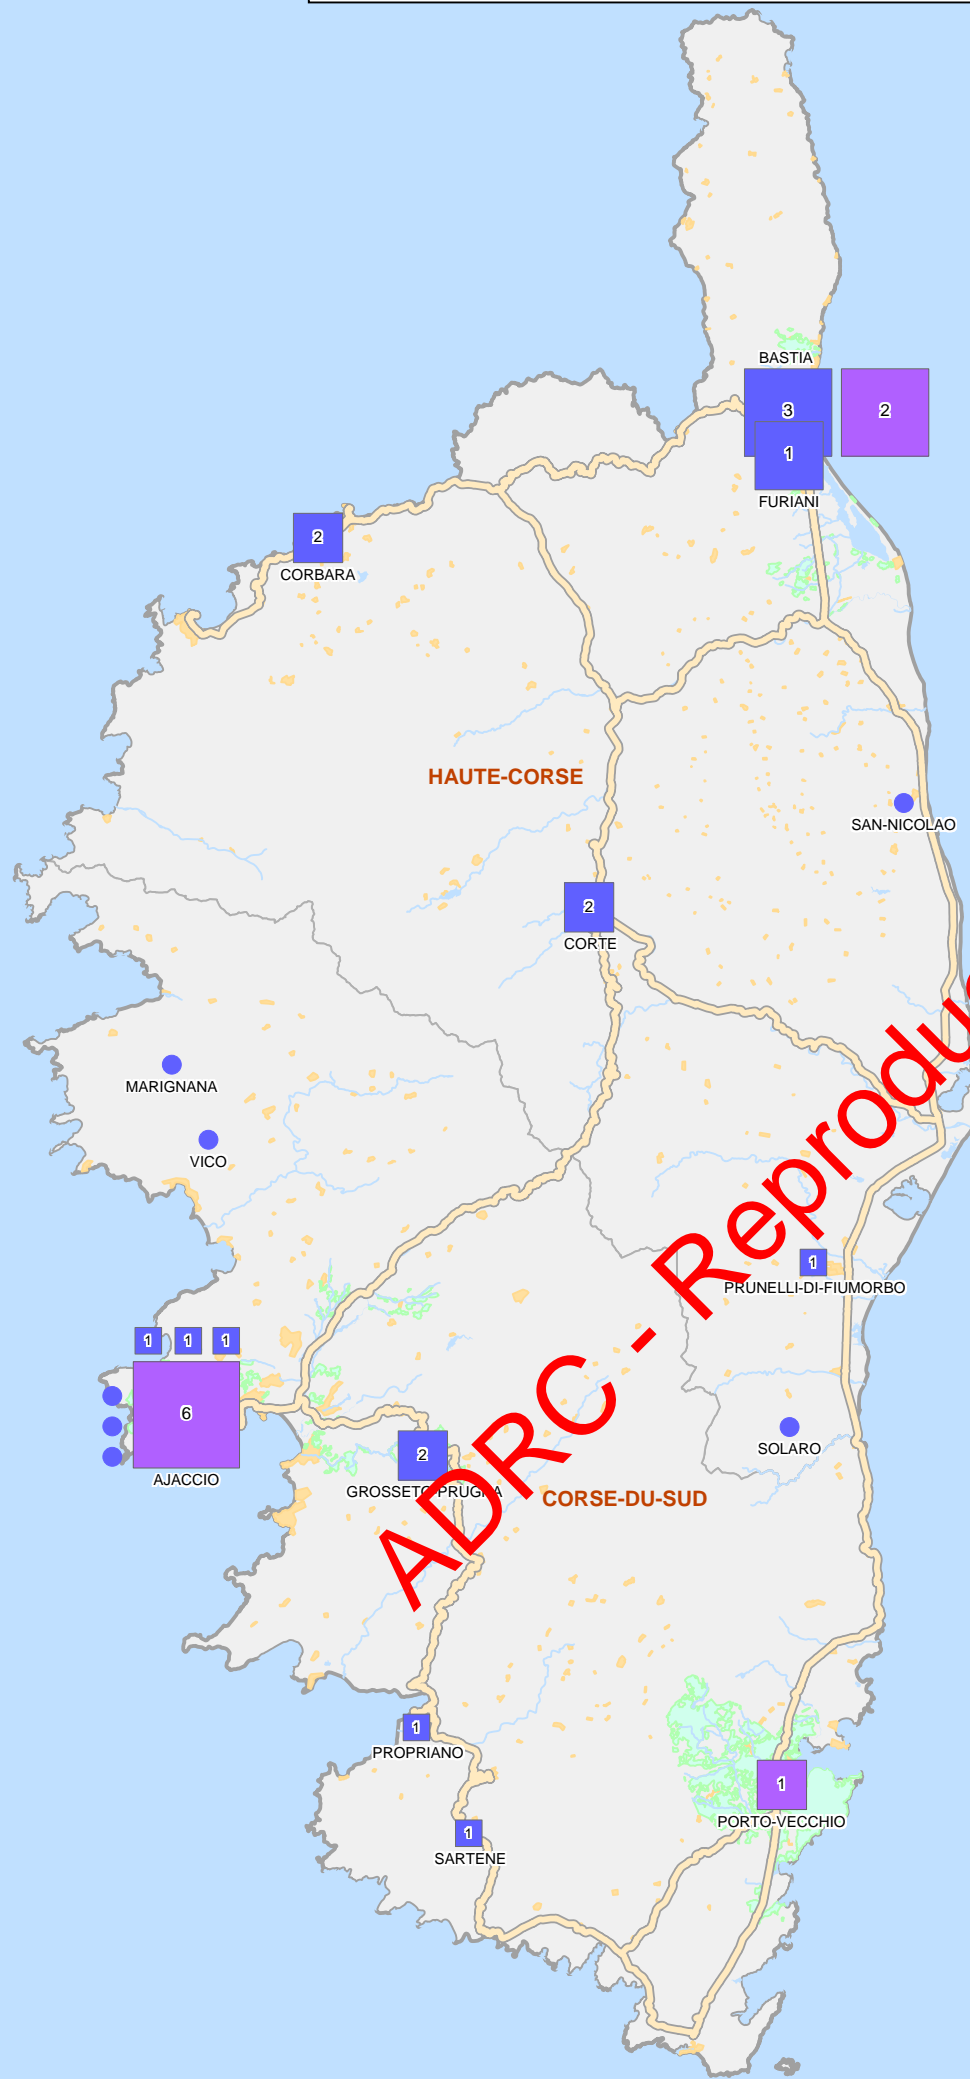 BASTIA
3
2
1
FURIANI
2
CORBARA
HAUTE-CORSE
SAN-NICOLAO
2
CORTE
MARIGNANA
VICO
1
PRUNELLI-DI-FIUMORBO
1 1 1
6
AJACCIO
SOLARO
2
GROSSETO-PRUGNA
CORSE-DU-SUD
ADRC - Reprodu
1
PROPRIANO
1
PORTO-VECCHIO
1
SARTENE